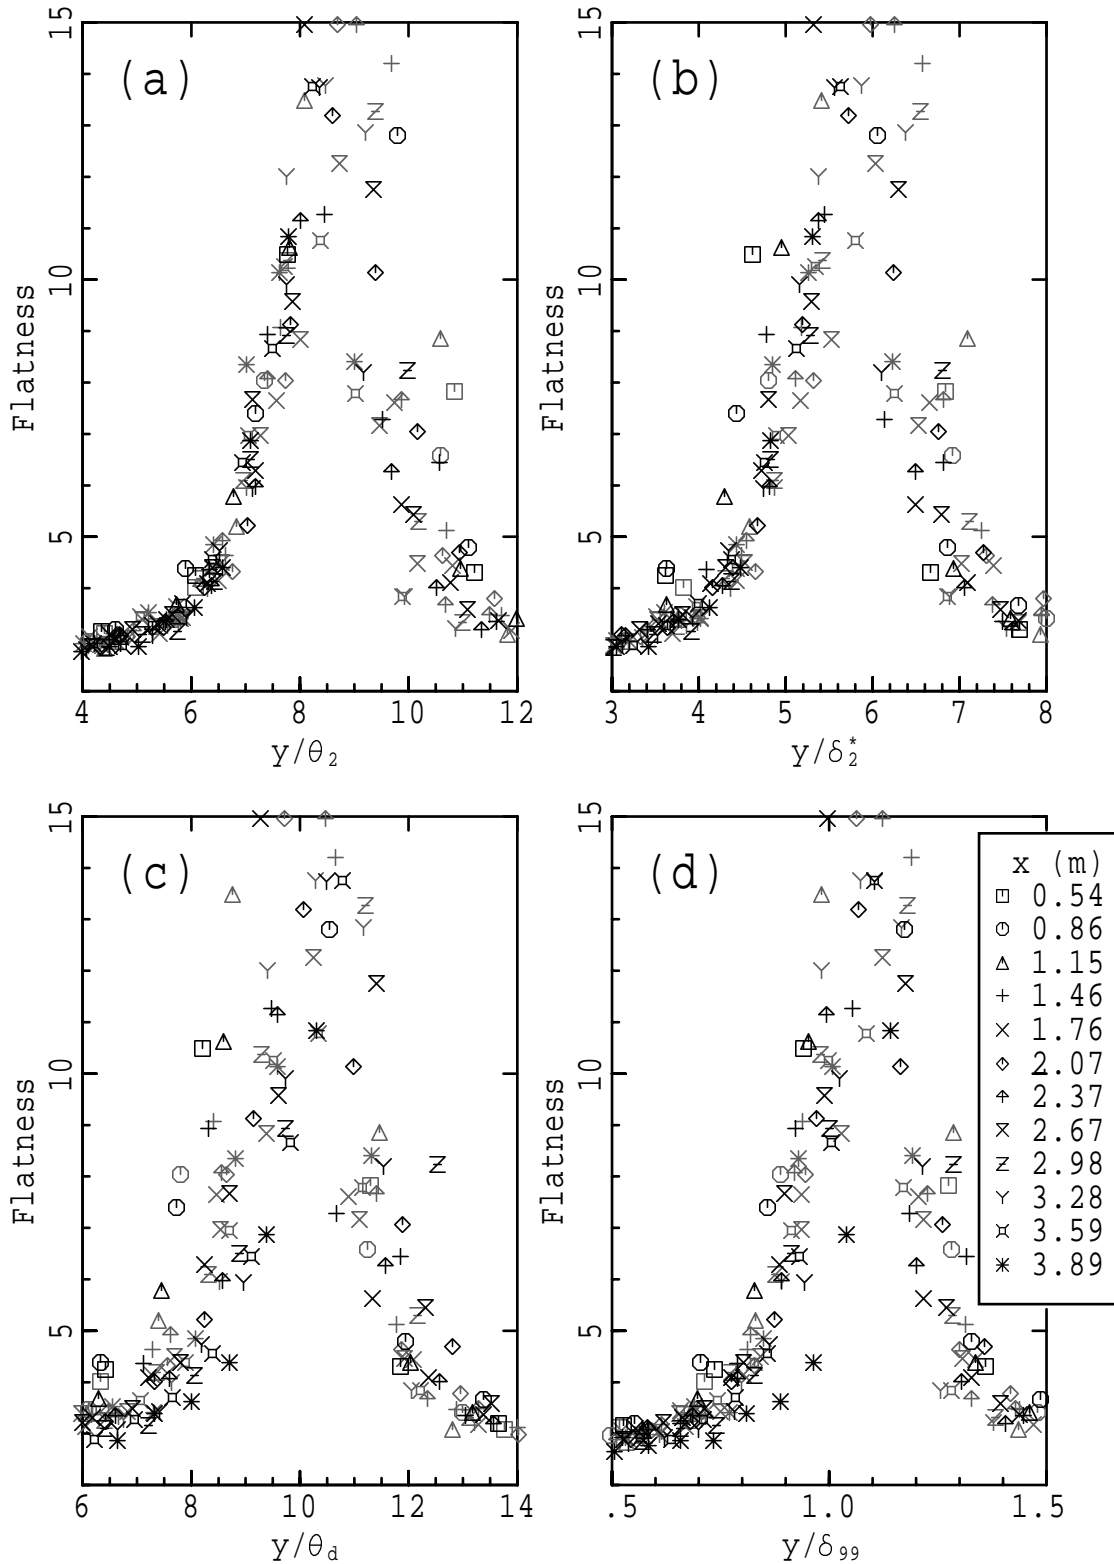 (a)
15
10
5
Flatness
4 6 8 10 12
y/θ₂
(b)
15
10
5
Flatness
3 4 5 6 7 8
y/δ₂*
(c)
15
10
5
Flatness
6 8 10 12 14
y/θ_d
(d)
15
10
5
Flatness
.5 1.0 1.5
y/δ₉₉
x (m)
0.54
0.86
1.15
1.46
1.76
2.07
2.37
2.67
2.98
3.28
3.59
3.89